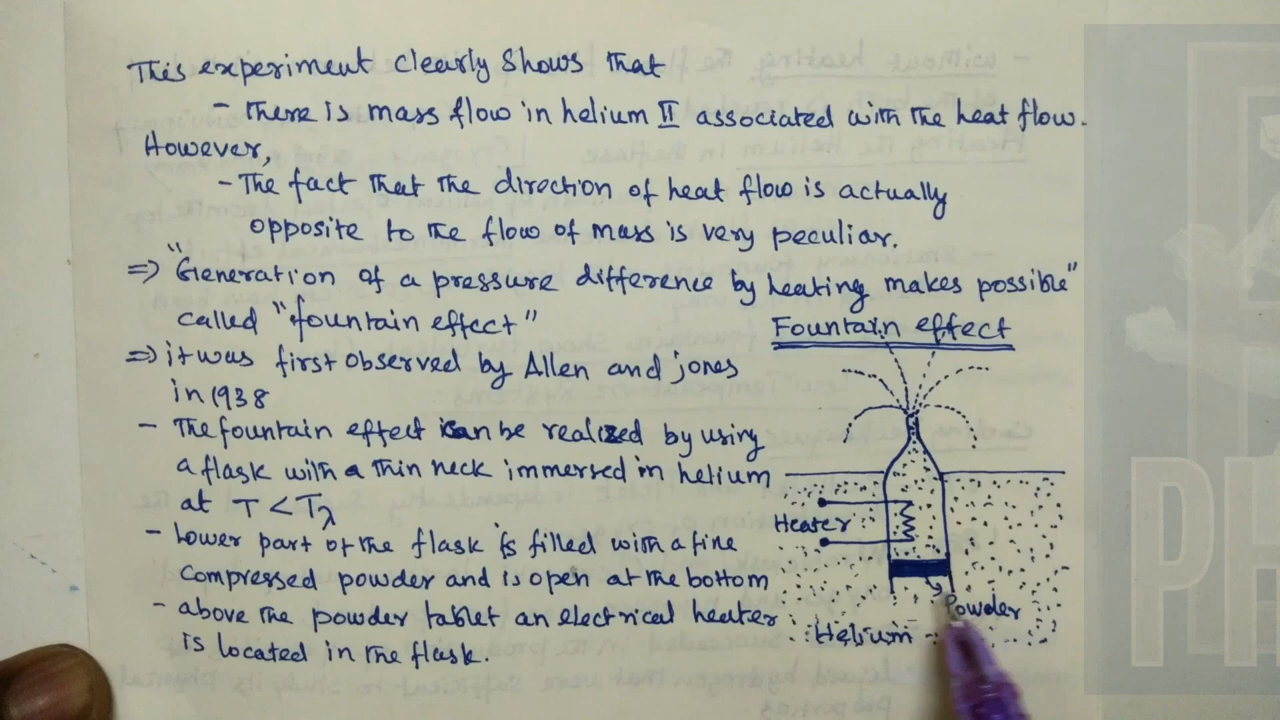 This experiment clearly shows that
- There is mass flow in helium II associated with the heat flow.
However,
- The fact that the direction of heat flow is actually
opposite to the flow of mass is very peculiar.
⇒ "Generation of a pressure difference by heating makes possible"
called "fountain effect"
⇒ it was first observed by Allen and jones
in 1938
- The fountain effect can be realized by using
a flask with a thin neck immersed in helium
at T < Tλ
- lower part of the flask is filled with a fine
compressed powder and is open at the bottom
- above the powder tablet an electrical heater
is located in the flask.
Fountain effect
Heater
Powder
Helium
PH